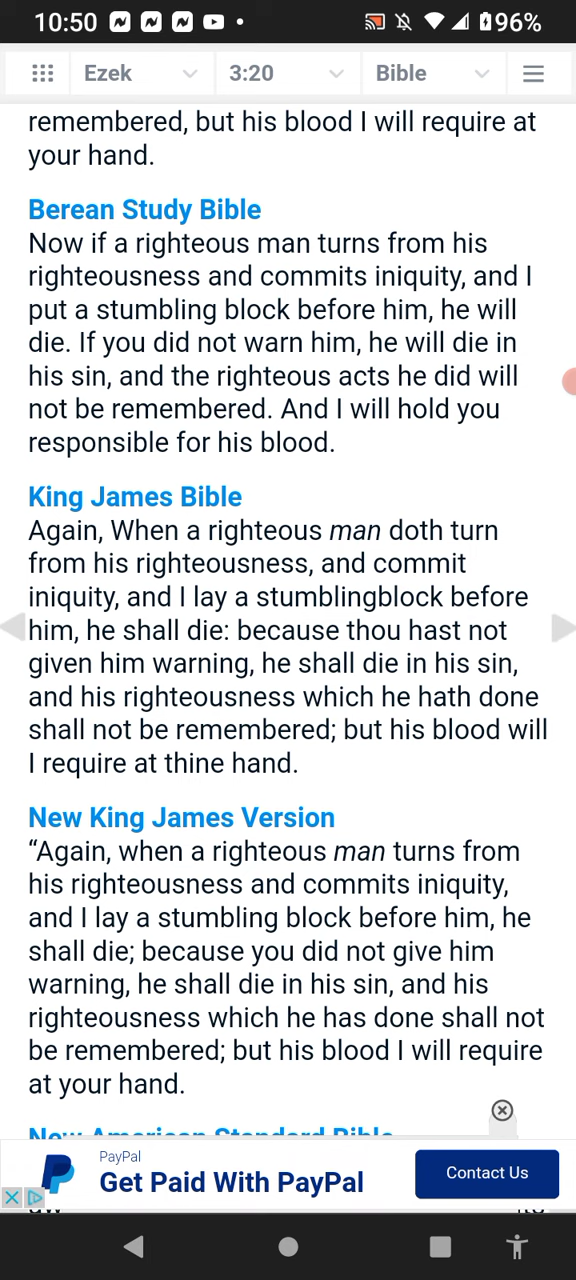 10:50 96%
Ezek 3:20 Bible
remembered, but his blood I will require at
your hand.
Berean Study Bible
Now if a righteous man turns from his
righteousness and commits iniquity, and I
put a stumbling block before him, he will
die. If you did not warn him, he will die in
his sin, and the righteous acts he did will
not be remembered. And I will hold you
responsible for his blood.
King James Bible
Again, When a righteous man doth turn
from his righteousness, and commit
iniquity, and I lay a stumblingblock before
him, he shall die: because thou hast not
given him warning, he shall die in his sin,
and his righteousness which he hath done
shall not be remembered; but his blood will
I require at thine hand.
New King James Version
“Again, when a righteous man turns from
his righteousness and commits iniquity,
and I lay a stumbling block before him, he
shall die; because you did not give him
warning, he shall die in his sin, and his
righteousness which he has done shall not
be remembered; but his blood I will require
at your hand.
New American Standard Bible
PayPal
Get Paid With PayPal
Contact Us